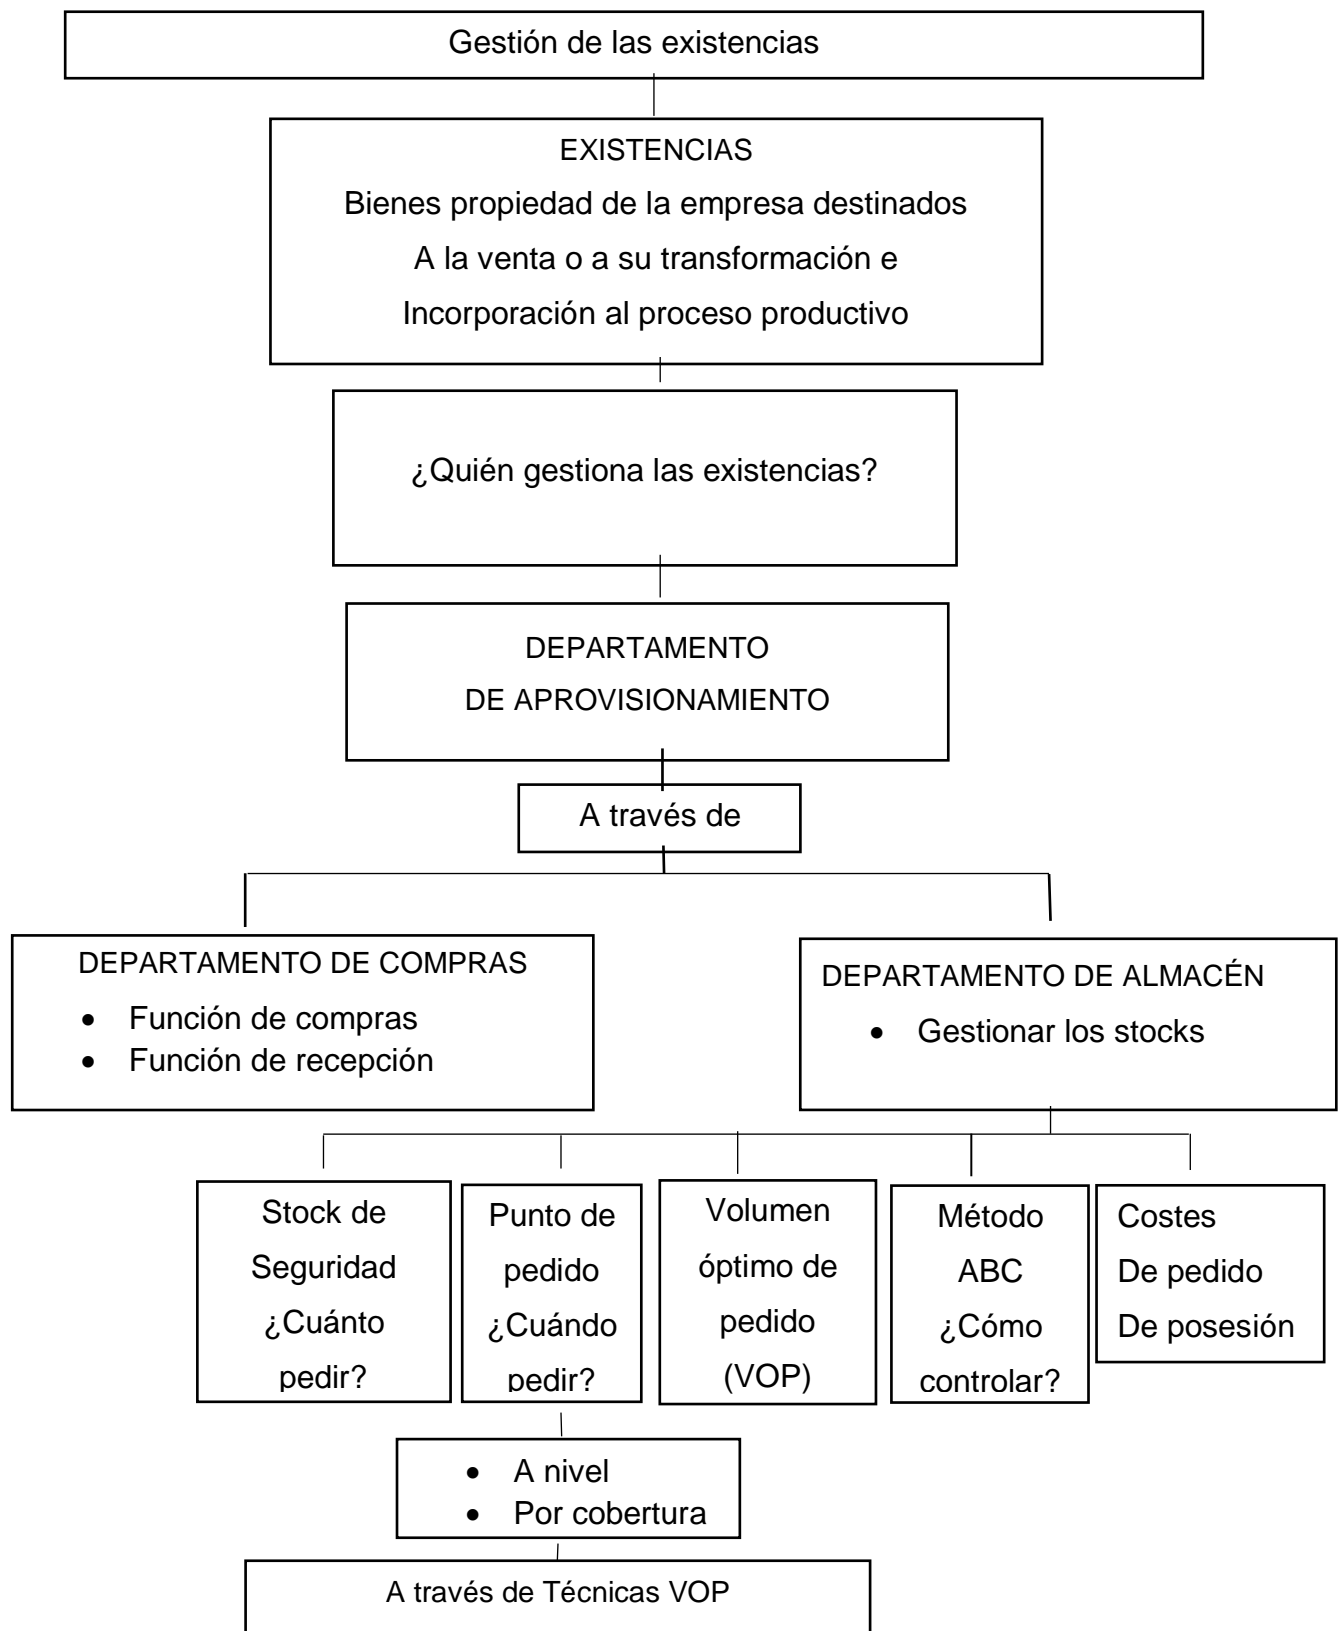 Gestión de las existencias
EXISTENCIAS
Bienes propiedad de la empresa destinados
A la venta o a su transformación e
Incorporación al proceso productivo
¿Quién gestiona las existencias?
DEPARTAMENTO
DE APROVISIONAMIENTO
A través de
DEPARTAMENTO DE COMPRAS
• Función de compras
• Función de recepción
DEPARTAMENTO DE ALMACÉN
• Gestionar los stocks
Stock de
Seguridad
¿Cuánto
pedir?
Punto de
pedido
¿Cuándo
pedir?
Volumen
óptimo de
pedido
(VOP)
Método
ABC
¿Cómo
controlar?
Costes
De pedido
De posesión
• A nivel
• Por cobertura
A través de Técnicas VOP